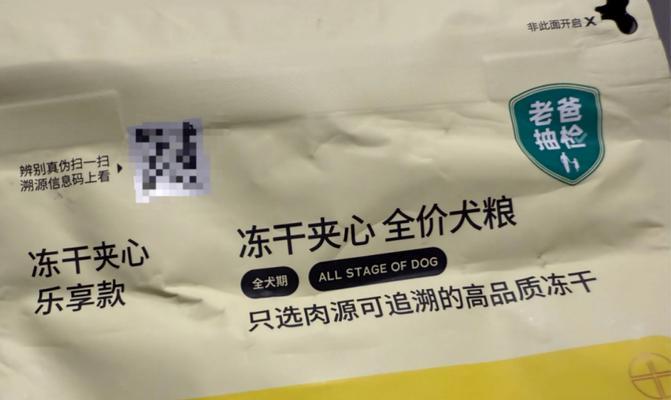 非此面开启 X
老爸
抽检
辨别真伪扫一扫
溯源信息码上看
冻干夹心 全价犬粮
冻干夹心
乐享款
全犬期
ALL STAGE OF DOG
只选肉源可追溯的高品质冻干